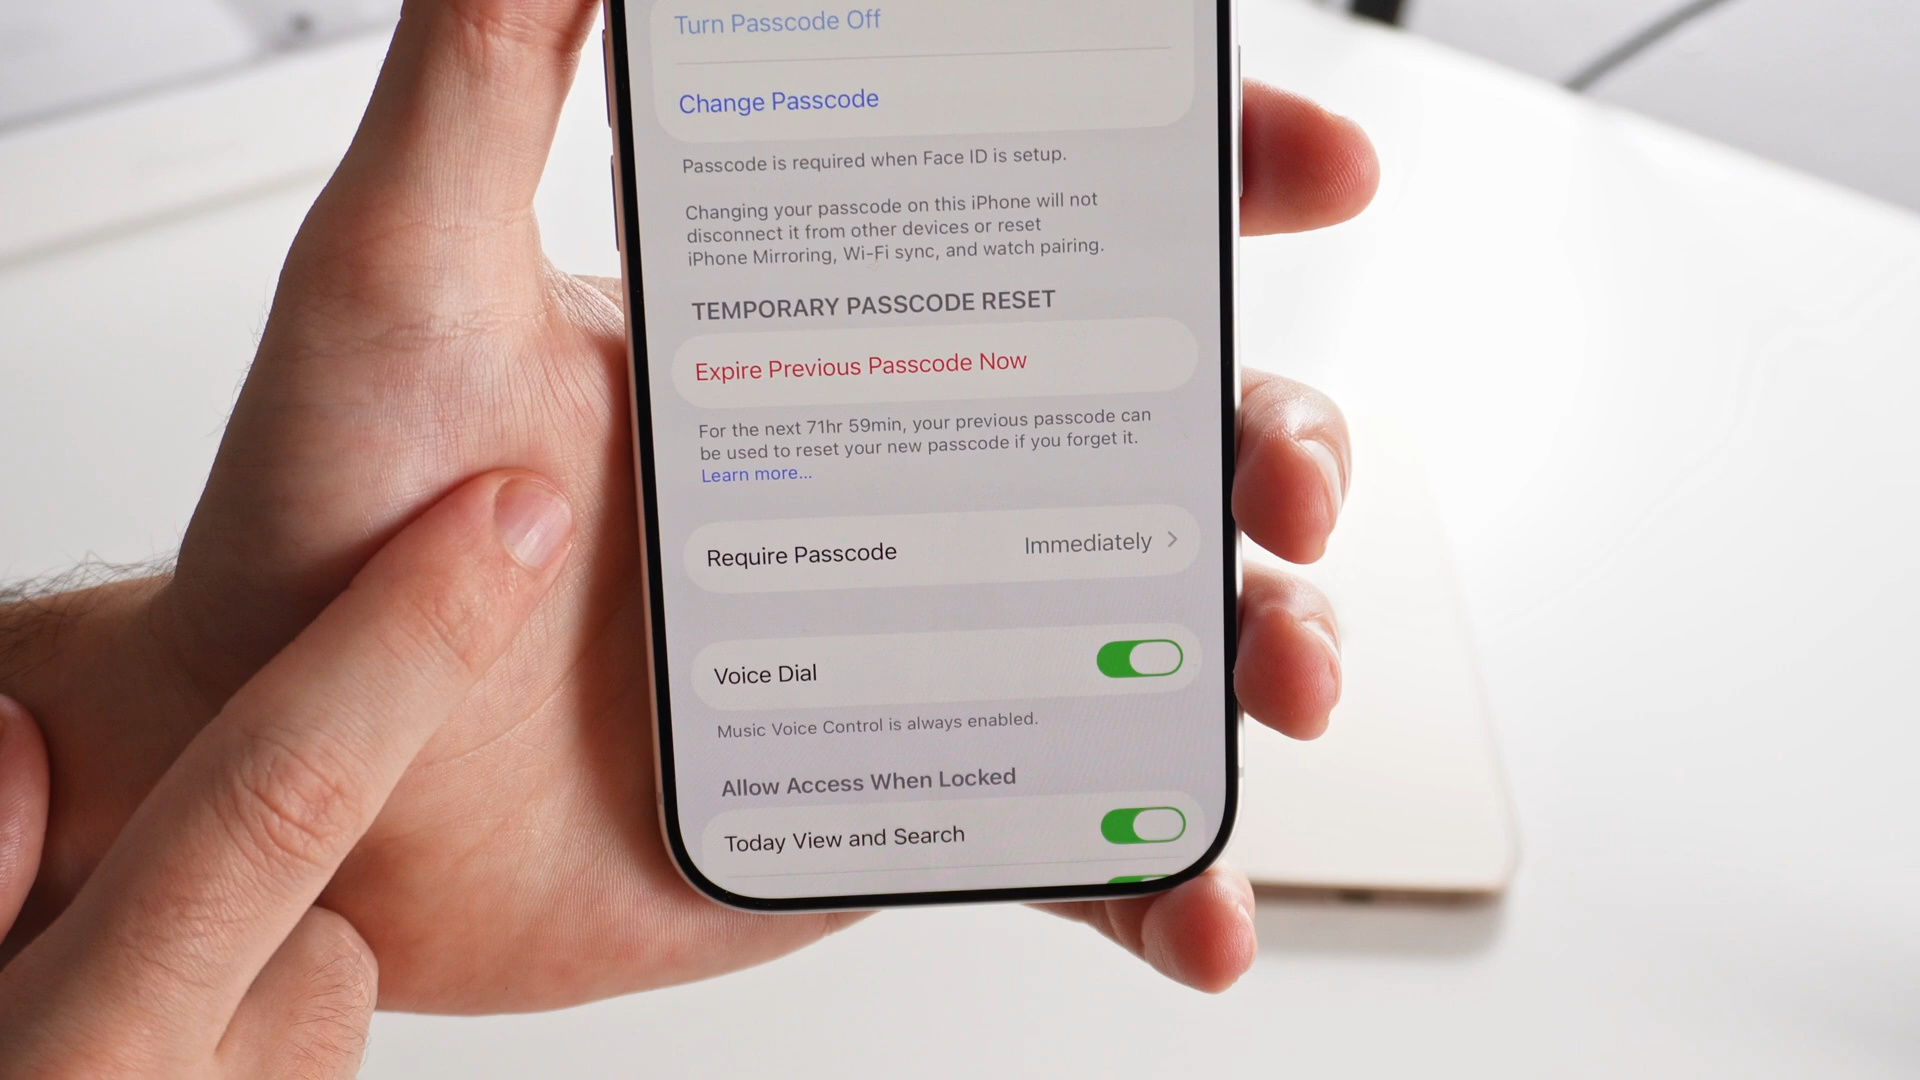 Turn Passcode Off
Change Passcode
Passcode is required when Face ID is setup.
Changing your passcode on this iPhone will not
disconnect it from other devices or reset
iPhone Mirroring, Wi-Fi sync, and watch pairing.
TEMPORARY PASSCODE RESET
Expire Previous Passcode Now
For the next 71hr 59min, your previous passcode can
be used to reset your new passcode if you forget it.
Learn more...
Require Passcode Immediately
Voice Dial
Music Voice Control is always enabled.
Allow Access When Locked
Today View and Search